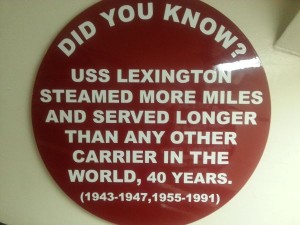 DID YOU KNOW?
USS LEXINGTON
STEAMED MORE MILES
AND SERVED LONGER
THAN ANY OTHER
CARRIER IN THE
WORLD, 40 YEARS.
(1943-1947,1955-1991)